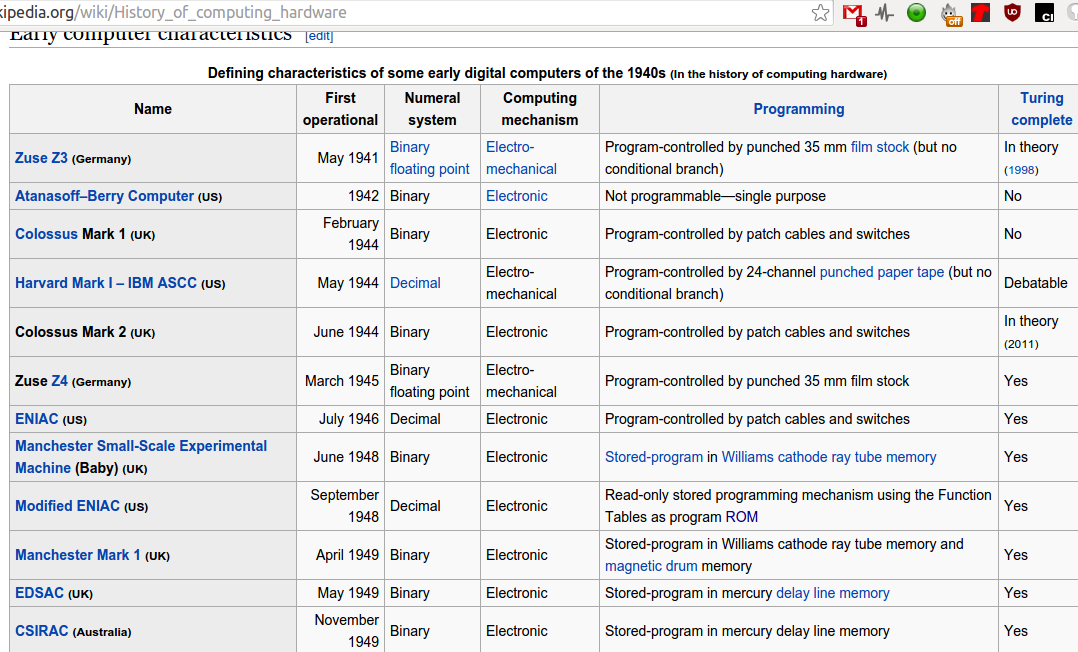 kipedia.org/wiki/History_of_computing_hardware
1
off
UD
CI
Early computer characteristics [edit]
Defining characteristics of some early digital computers of the 1940s (In the history of computing hardware)
Name
First operational
Numeral system
Computing mechanism
Programming
Turing complete
Zuse Z3 (Germany)
May 1941
Binary floating point
Electro-mechanical
Program-controlled by punched 35 mm film stock (but no
conditional branch)
In theory
(1998)
Atanasoff–Berry Computer (US)
1942
Binary
Electronic
Not programmable—single purpose
No
Colossus Mark 1 (UK)
February
1944
Binary
Electronic
Program-controlled by patch cables and switches
No
Harvard Mark I – IBM ASCC (US)
May 1944
Decimal
Electro-
mechanical
Program-controlled by 24-channel punched paper tape (but no
conditional branch)
Debatable
Colossus Mark 2 (UK)
June 1944
Binary
Electronic
Program-controlled by patch cables and switches
In theory
(2011)
Zuse Z4 (Germany)
March 1945
Binary
floating point
Electro-
mechanical
Program-controlled by punched 35 mm film stock
Yes
ENIAC (US)
July 1946
Decimal
Electronic
Program-controlled by patch cables and switches
Yes
Manchester Small-Scale Experimental
Machine (Baby) (UK)
June 1948
Binary
Electronic
Stored-program in Williams cathode ray tube memory
Yes
Modified ENIAC (US)
September
1948
Decimal
Electronic
Read-only stored programming mechanism using the Function
Tables as program ROM
Yes
Manchester Mark 1 (UK)
April 1949
Binary
Electronic
Stored-program in Williams cathode ray tube memory and
magnetic drum memory
Yes
EDSAC (UK)
May 1949
Binary
Electronic
Stored-program in mercury delay line memory
Yes
CSIRAC (Australia)
November
1949
Binary
Electronic
Stored-program in mercury delay line memory
Yes